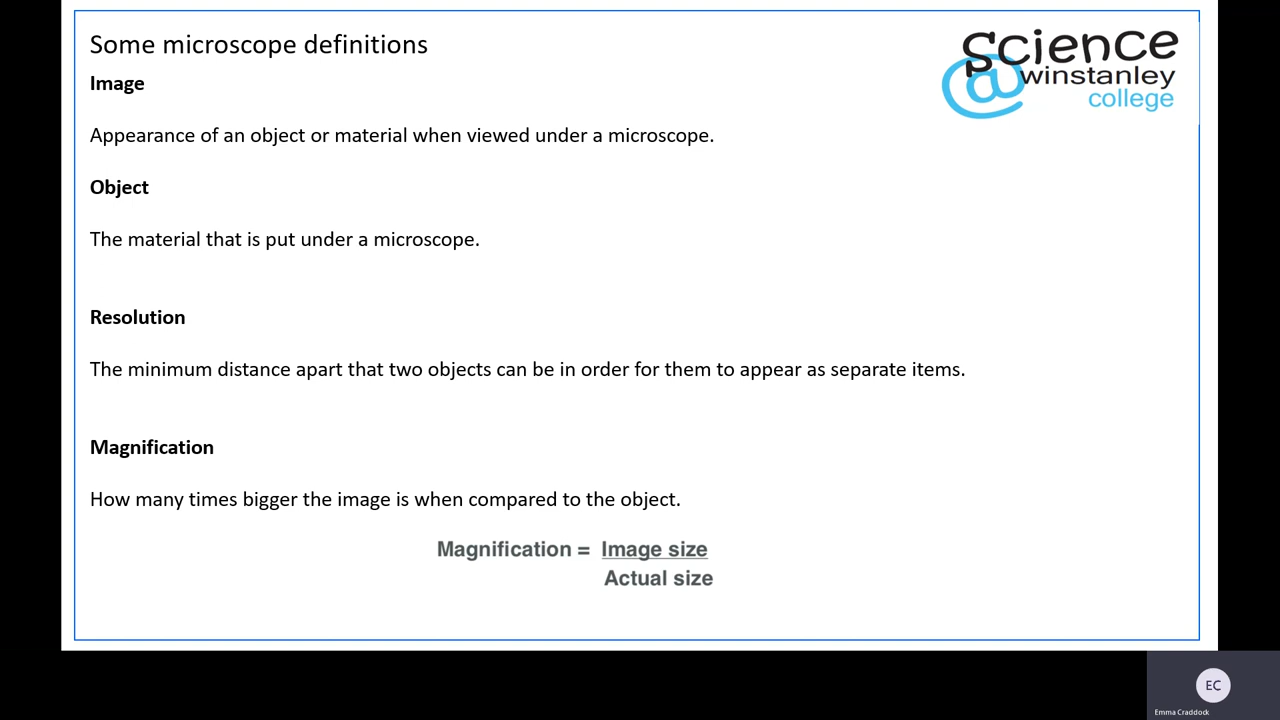 Some microscope definitions
science
@winstanley
college
Image
Appearance of an object or material when viewed under a microscope.
Object
The material that is put under a microscope.
Resolution
The minimum distance apart that two objects can be in order for them to appear as separate items.
Magnification
How many times bigger the image is when compared to the object.
Magnification = Image size
Actual size
EC
Emma Craddock